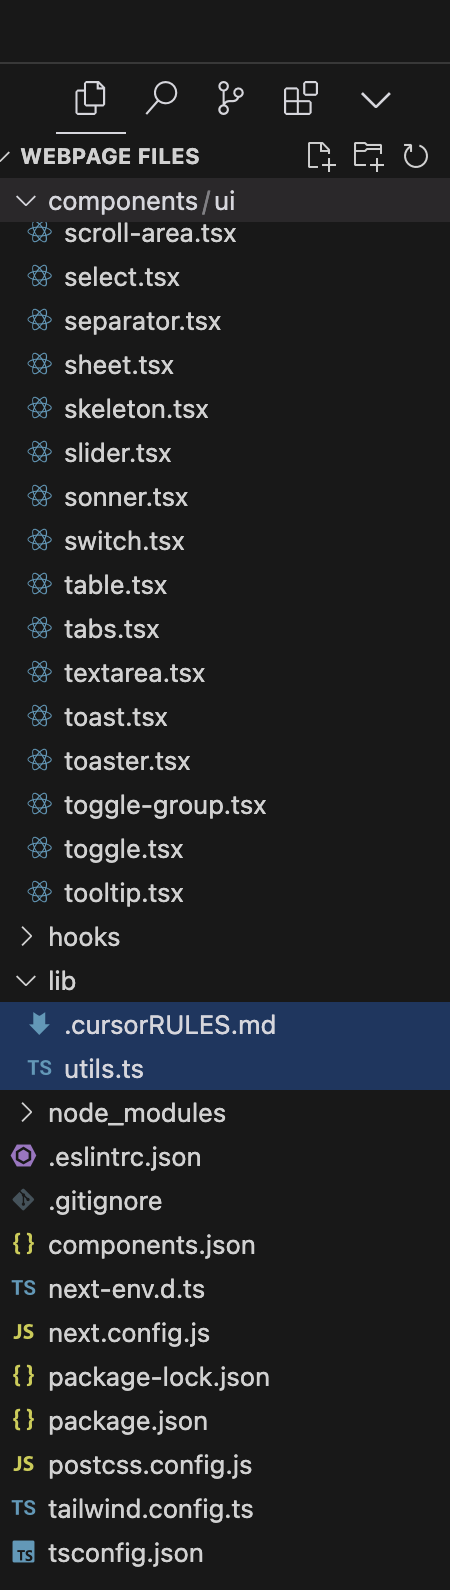 WEBPAGE FILES
components/ui
scroll-area.tsx
select.tsx
separator.tsx
sheet.tsx
skeleton.tsx
slider.tsx
sonner.tsx
switch.tsx
table.tsx
tabs.tsx
textarea.tsx
toast.tsx
toaster.tsx
toggle-group.tsx
toggle.tsx
tooltip.tsx
hooks
lib
.cursorRULES.md
TS utils.ts
node_modules
.eslintrc.json
.gitignore
{} components.json
TS next-env.d.ts
JS next.config.js
{} package-lock.json
{} package.json
JS postcss.config.js
TS tailwind.config.ts
TS tsconfig.json